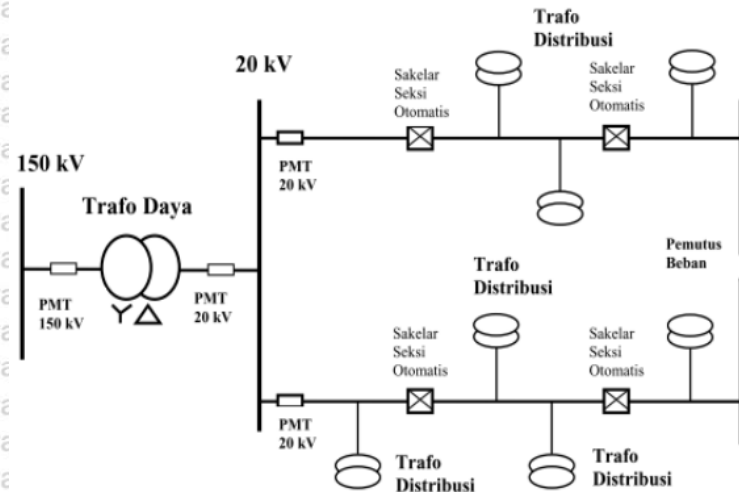 Trafo
Distribusi
20 kV
Sakelar
Seksi
Otomatis
Sakelar
Seksi
Otomatis
PMT
20 kV
150 kV
Trafo Daya
Pemutus
Beban
Trafo
Distribusi
PMT
150 kV
PMT
20 kV
Sakelar
Seksi
Otomatis
Sakelar
Seksi
Otomatis
PMT
20 kV
Trafo
Distribusi
Trafo
Distribusi